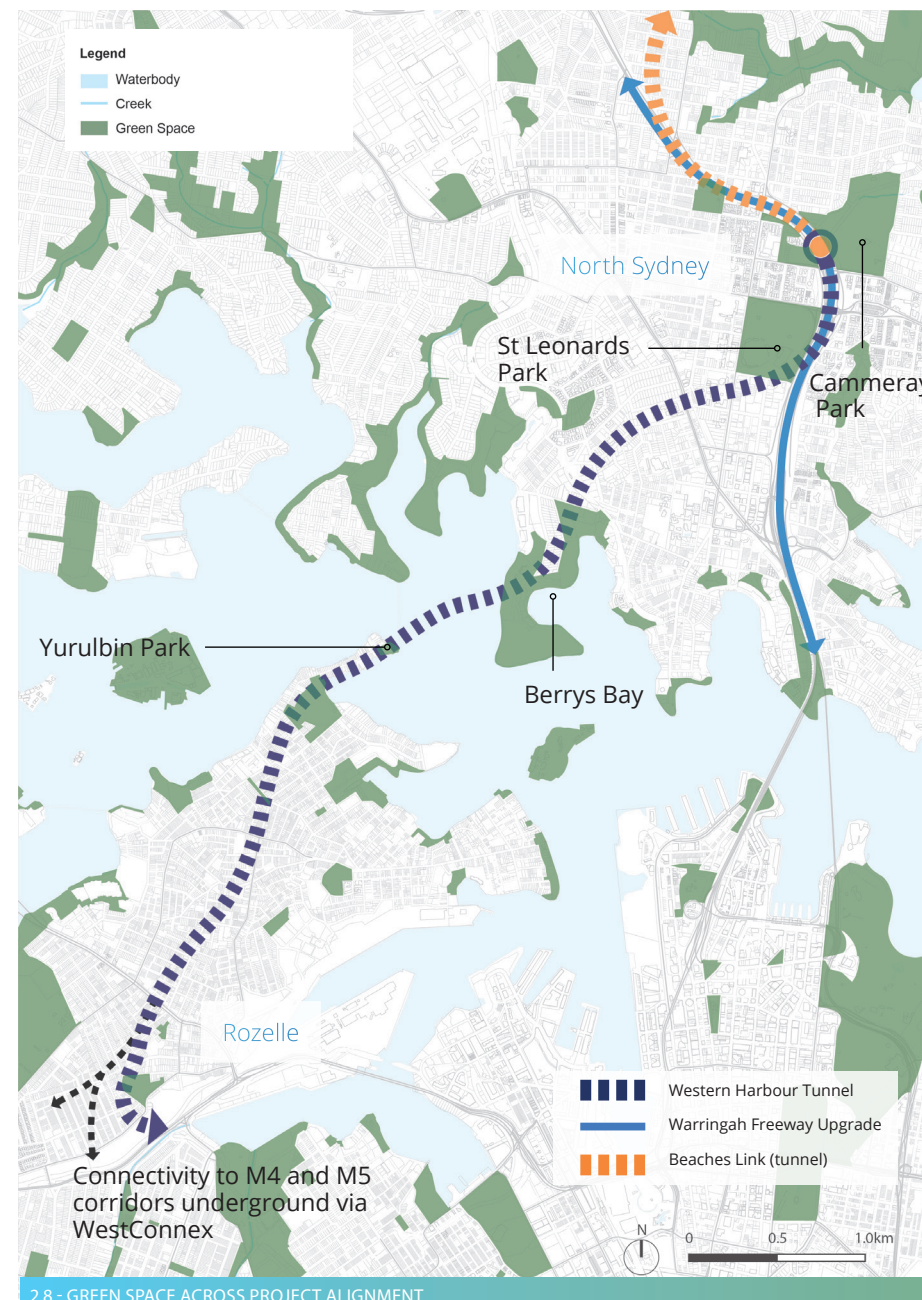 Legend
Waterbody
Creek
Green Space
North Sydney
St Leonards
Park
Cammeray
Park
Yurulbin Park
Berrys Bay
Rozelle
Western Harbour Tunnel
Warringah Freeway Upgrade
Beaches Link (tunnel)
Connectivity to M4 and M5
corridors underground via
WestConnex
N
0 0.5 1.0km
2.8 - GREEN SPACE ACROSS PROJECT ALIGNMENT